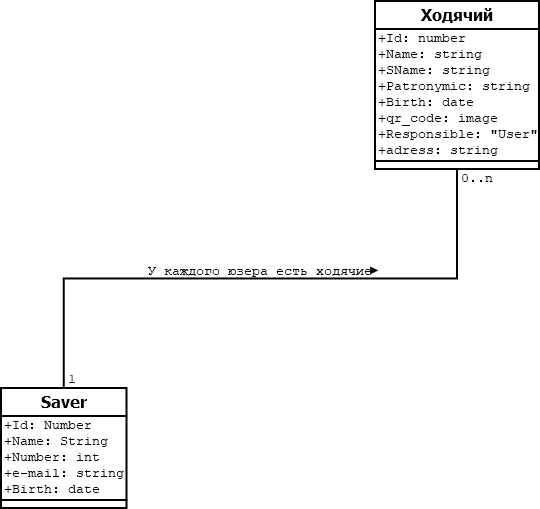 Ходячий
+Id: number
+Name: string
+SName: string
+Patronymic: string
+Birth: date
+qr_code: image
+Responsible: "User"
+adress: string
0..n
У каждого юзера есть ходячие
1
Saver
+Id: Number
+Name: String
+Number: int
+e-mail: string
+Birth: date